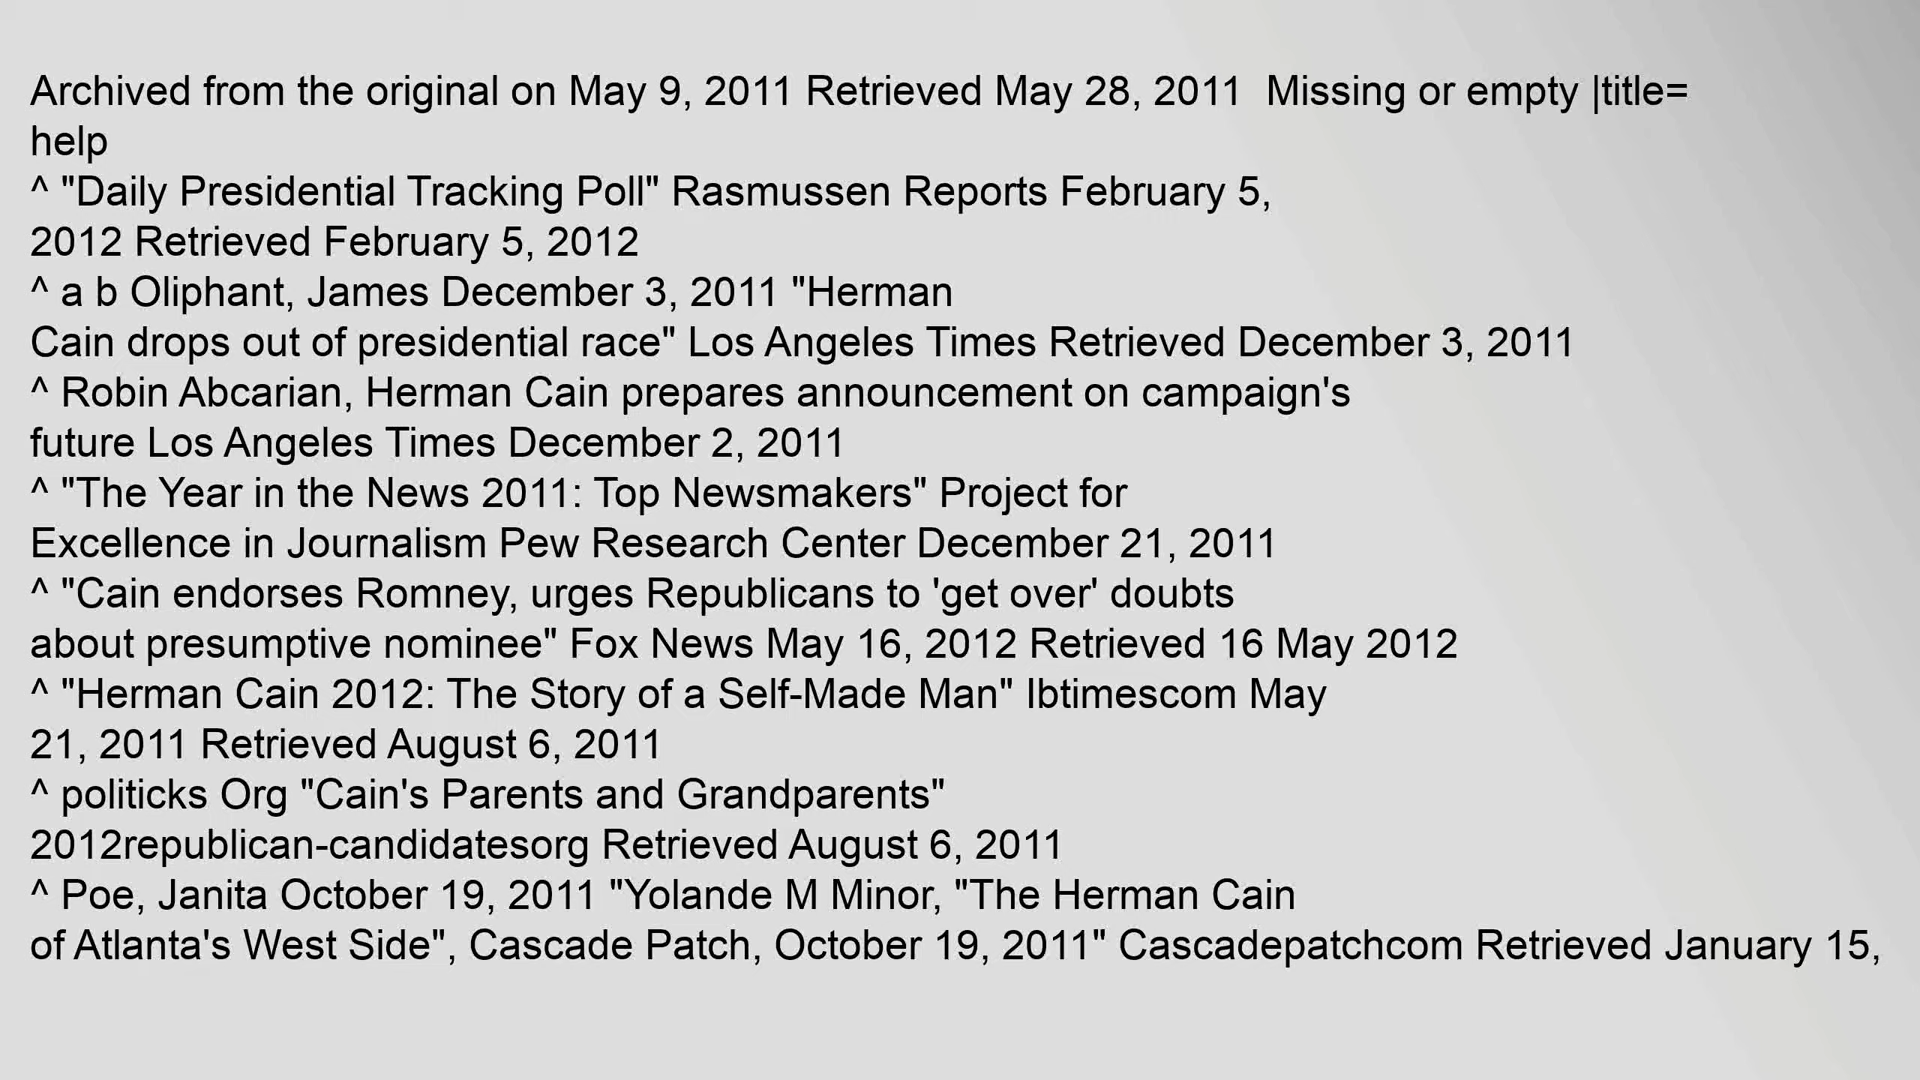 Archived from the original on May 9, 2011 Retrieved May 28, 2011  Missing or empty |title=
help
^ "Daily Presidential Tracking Poll" Rasmussen Reports February 5,
2012 Retrieved February 5, 2012
^ a b Oliphant, James December 3, 2011 "Herman
Cain drops out of presidential race" Los Angeles Times Retrieved December 3, 2011
^ Robin Abcarian, Herman Cain prepares announcement on campaign's
future Los Angeles Times December 2, 2011
^ "The Year in the News 2011: Top Newsmakers" Project for
Excellence in Journalism Pew Research Center December 21, 2011
^ "Cain endorses Romney, urges Republicans to 'get over' doubts
about presumptive nominee" Fox News May 16, 2012 Retrieved 16 May 2012
^ "Herman Cain 2012: The Story of a Self-Made Man" Ibtimescom May
21, 2011 Retrieved August 6, 2011
^ politicks Org "Cain's Parents and Grandparents"
2012republican-candidatesorg Retrieved August 6, 2011
^ Poe, Janita October 19, 2011 "Yolande M Minor, "The Herman Cain
of Atlanta's West Side", Cascade Patch, October 19, 2011" Cascadepatchcom Retrieved January 15,